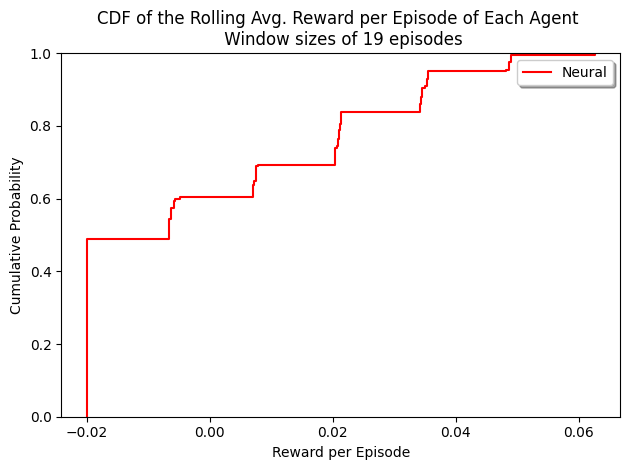 CDF of the Rolling Avg. Reward per Episode of Each Agent
Window sizes of 19 episodes
Neural
Cumulative Probability
1.0
0.8
0.6
0.4
0.2
0.0
−0.02
0.00
0.02
0.04
0.06
Reward per Episode